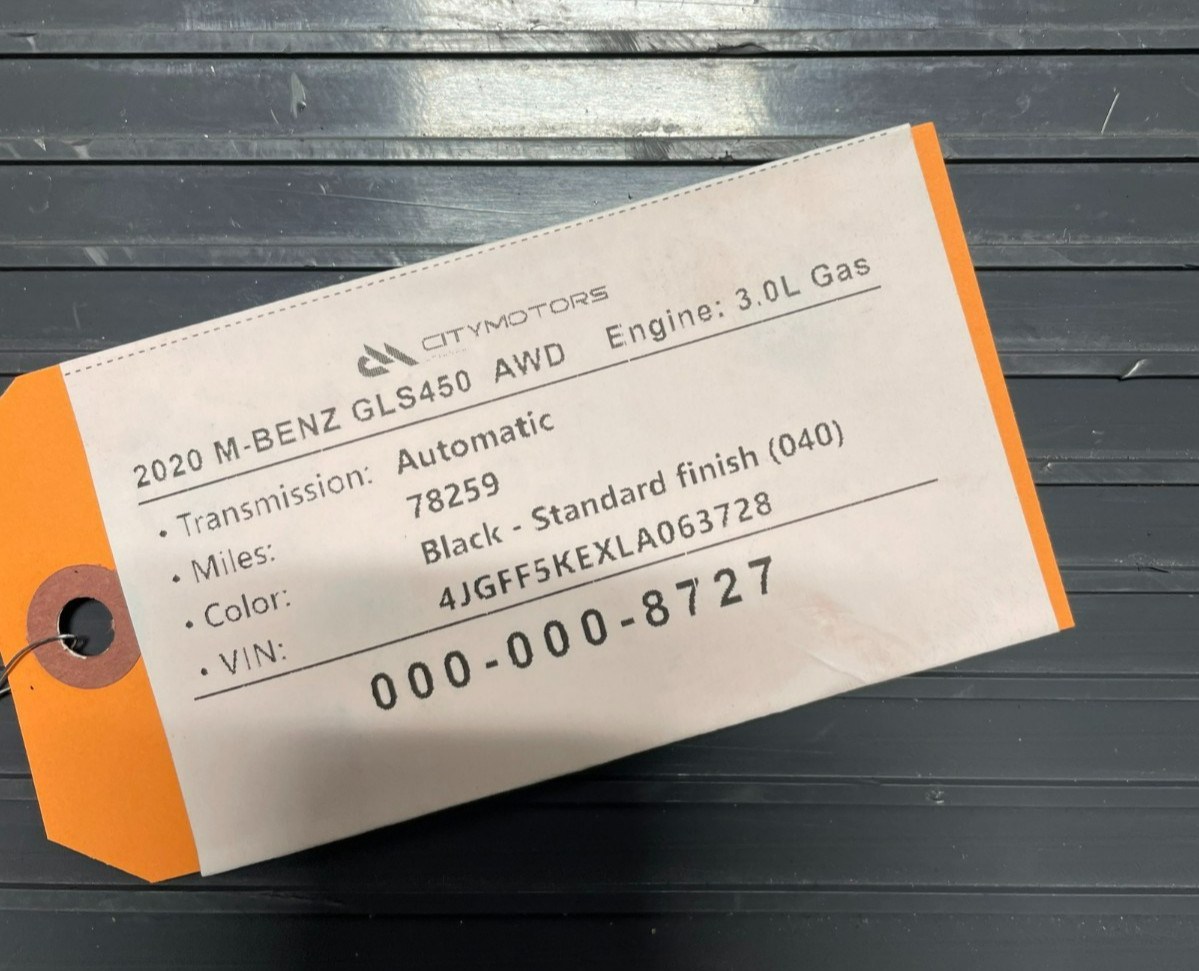 CITYMOTORS
2020 M-BENZ GLS450 AWD Engine: 3.0L Gas
• Transmission: Automatic
• Miles: 78259
• Color: Black - Standard finish (040)
• VIN: 4JGFF5KEXLA063728
000-000-8727